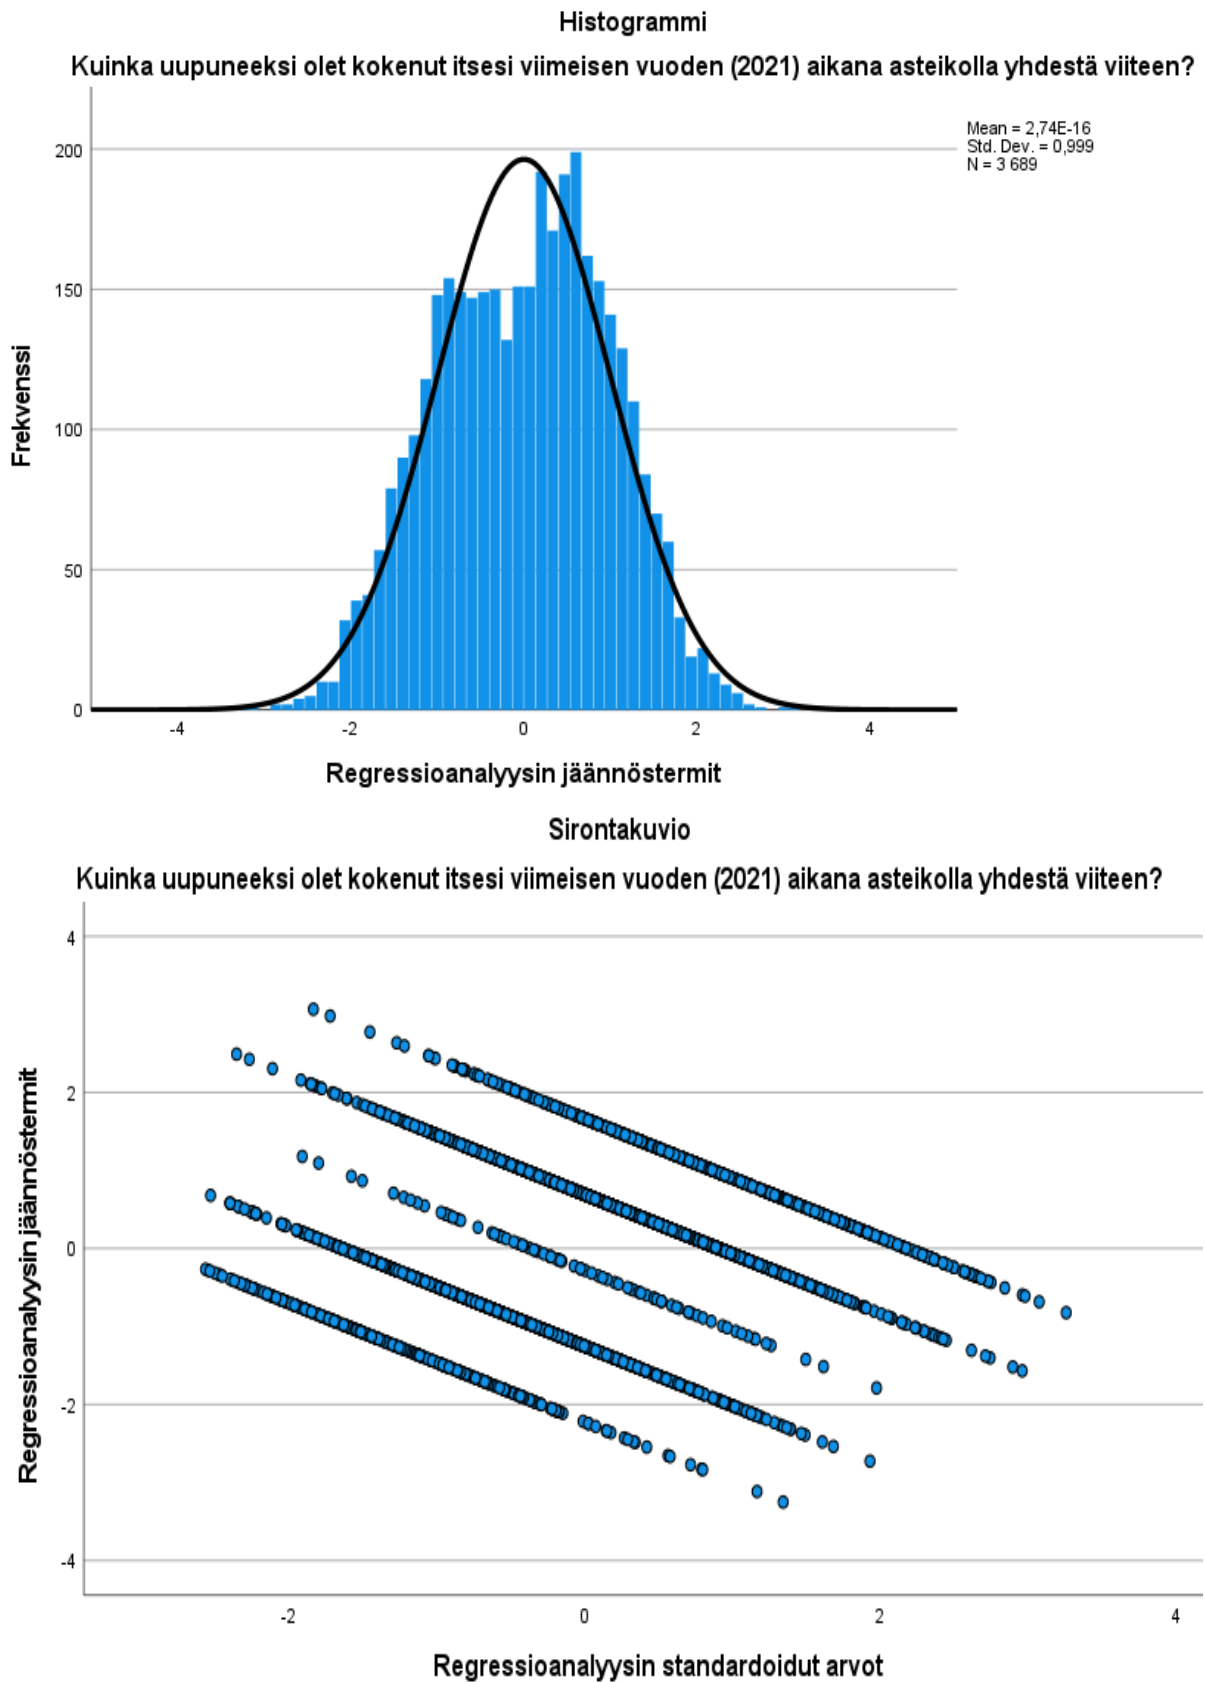 Histogrammi
Kuinka uupuneeksi olet kokenut itsesi viimeisen vuoden (2021) aikana asteikolla yhdestä viiteen?
Mean = 2,74E-16
Std. Dev. = 0,999
N = 3 689
200
150
100
50
0
Frekvenssi
-4
-2
0
2
4
Regressioanalyysin jäännöstermit
Sirontakuvio
Kuinka uupuneeksi olet kokenut itsesi viimeisen vuoden (2021) aikana asteikolla yhdestä viiteen?
4
2
0
-2
-4
Regressioanalyysin jäännöstermit
-2
0
2
4
Regressioanalyysin standardoidut arvot